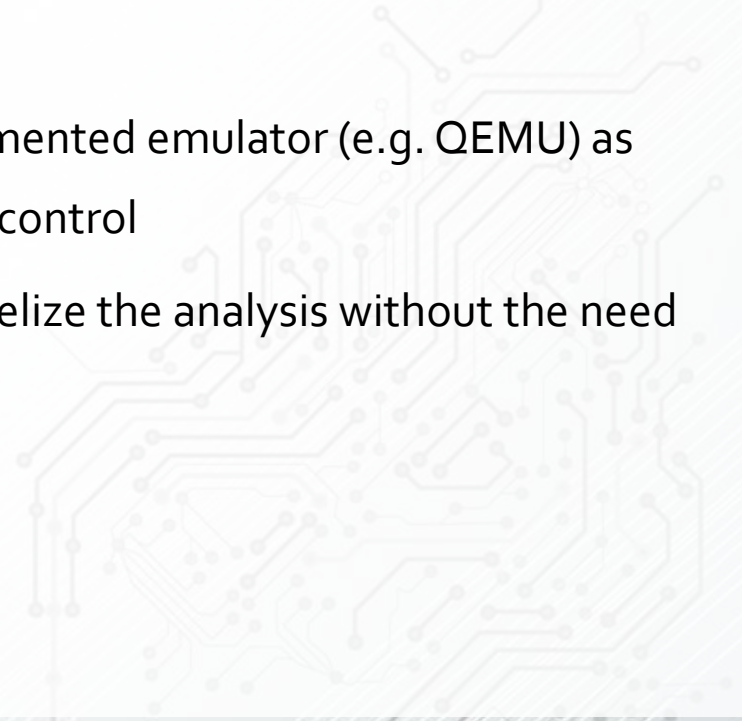 mented emulator (e.g. QEMU) as
control
elize the analysis without the need